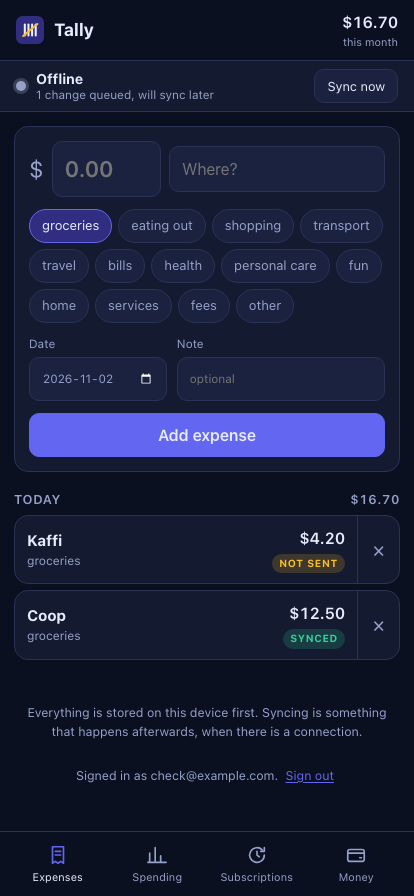 Tally
$16.70
this month
Offline
1 change queued, will sync later
Sync now
$ 0.00 Where?
groceries eating out shopping transport
travel bills health personal care fun
home services fees other
Date Note
2026-11-02 optional
Add expense
TODAY $16.70
Kaffi $4.20
groceries NOT SENT
Coop $12.50
groceries SYNCED
Everything is stored on this device first. Syncing is something
that happens afterwards, when there is a connection.
Signed in as check@example.com. Sign out
Expenses Spending Subscriptions Money